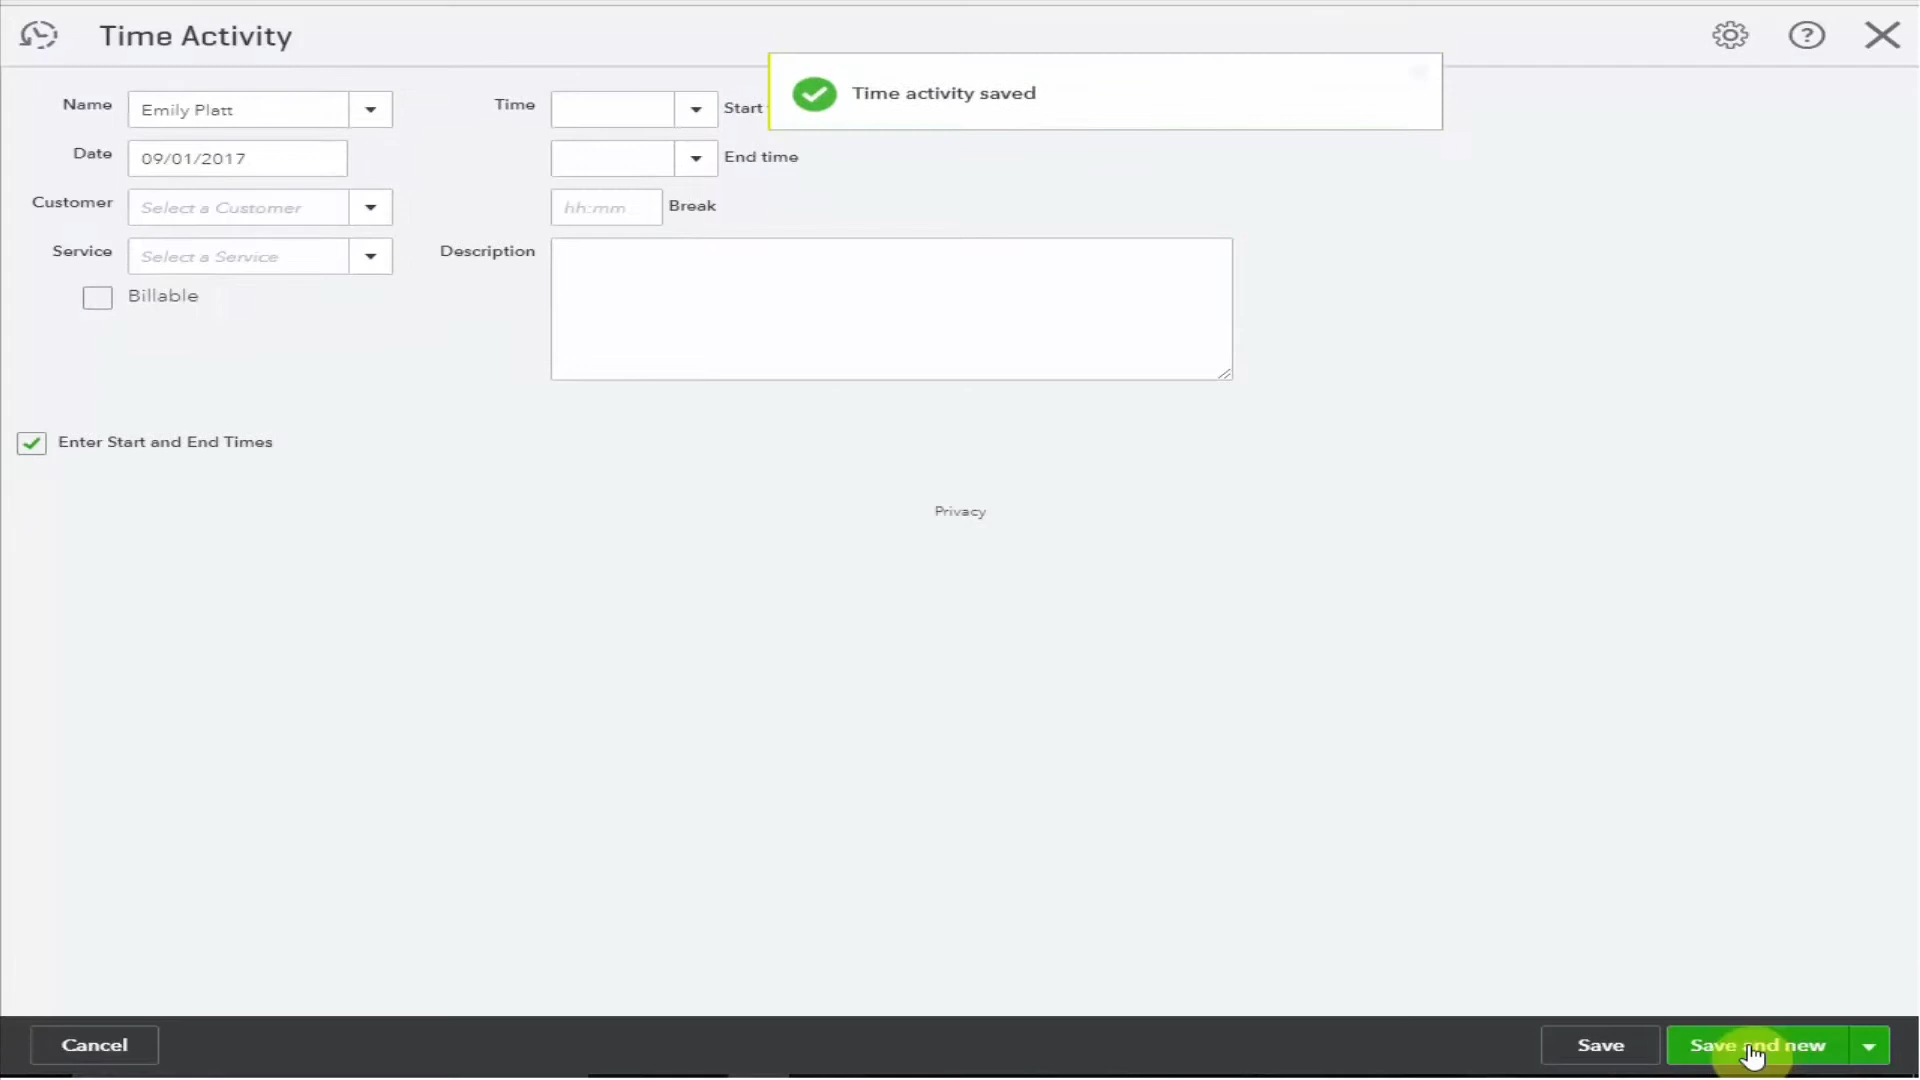 Time Activity
Time activity saved
Name Emily Platt
Time Start
Date 09/01/2017
End time
Customer Select a Customer
hh:mm Break
Service Select a Service
Description
Billable
Enter Start and End Times
Privacy
Cancel
Save
Save and new